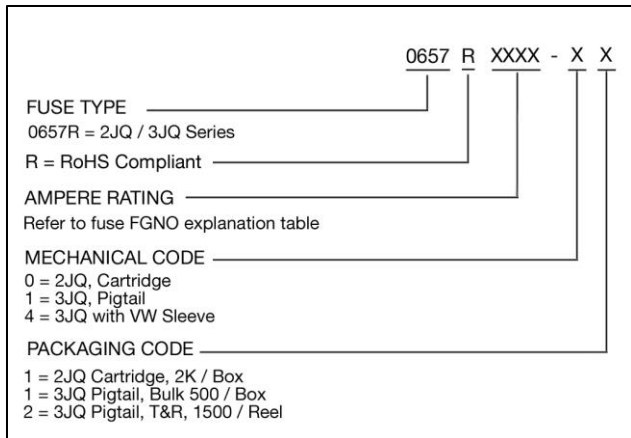 0657 R XXXX - X X
FUSE TYPE
0657R = 2JQ / 3JQ Series
R = RoHS Compliant
AMPERE RATING
Refer to fuse FGNO explanation table
MECHANICAL CODE
0 = 2JQ, Cartridge
1 = 3JQ, Pigtail
4 = 3JQ with VW Sleeve
PACKAGING CODE
1 = 2JQ Cartridge, 2K / Box
1 = 3JQ Pigtail, Bulk 500 / Box
2 = 3JQ Pigtail, T&R, 1500 / Reel